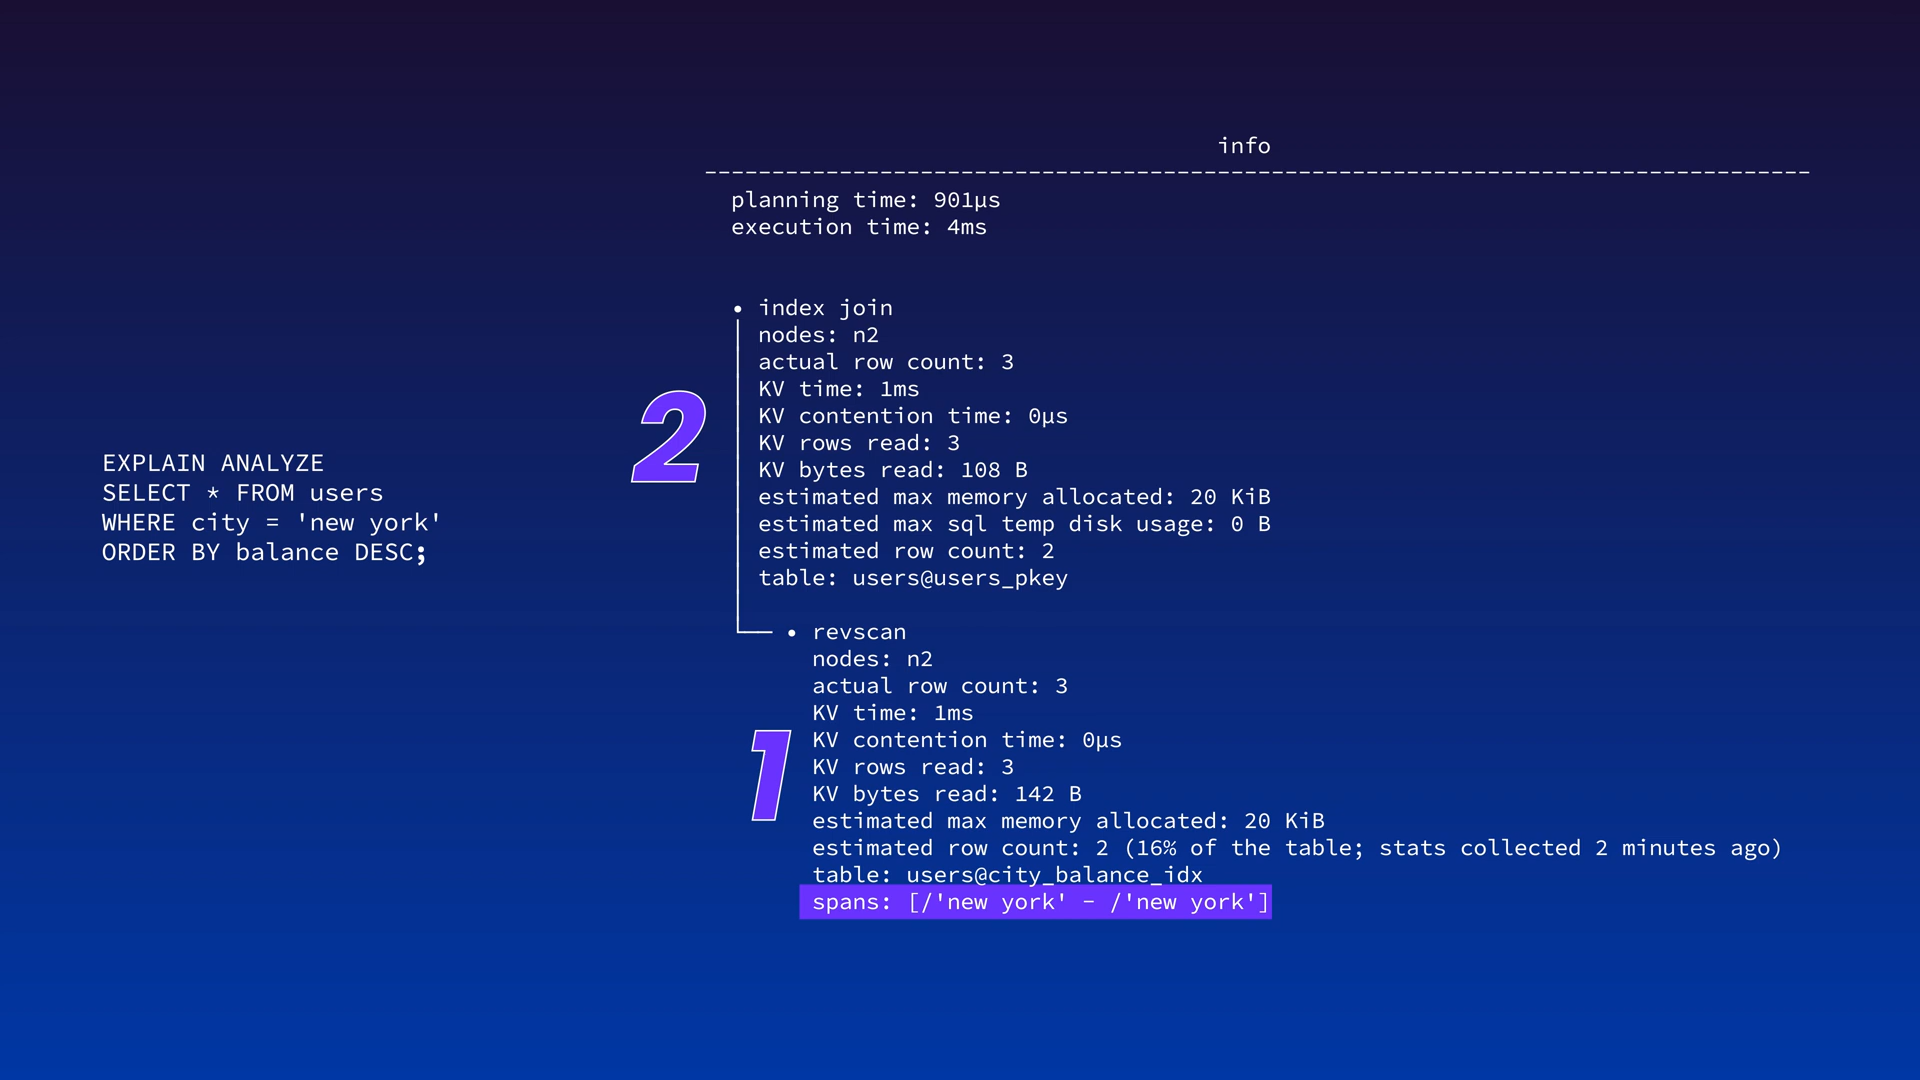 EXPLAIN ANALYZE
SELECT * FROM users
WHERE city = 'new york'
ORDER BY balance DESC;
info
----------------------------------------------------------------------------------
planning time: 901µs
execution time: 4ms
2
• index join
nodes: n2
actual row count: 3
KV time: 1ms
KV contention time: 0µs
KV rows read: 3
KV bytes read: 108 B
estimated max memory allocated: 20 KiB
estimated max sql temp disk usage: 0 B
estimated row count: 2
table: users@users_pkey
1
└── • revscan
nodes: n2
actual row count: 3
KV time: 1ms
KV contention time: 0µs
KV rows read: 3
KV bytes read: 142 B
estimated max memory allocated: 20 KiB
estimated row count: 2 (16% of the table; stats collected 2 minutes ago)
table: users@city_balance_idx
spans: [/'new york' - /'new york']